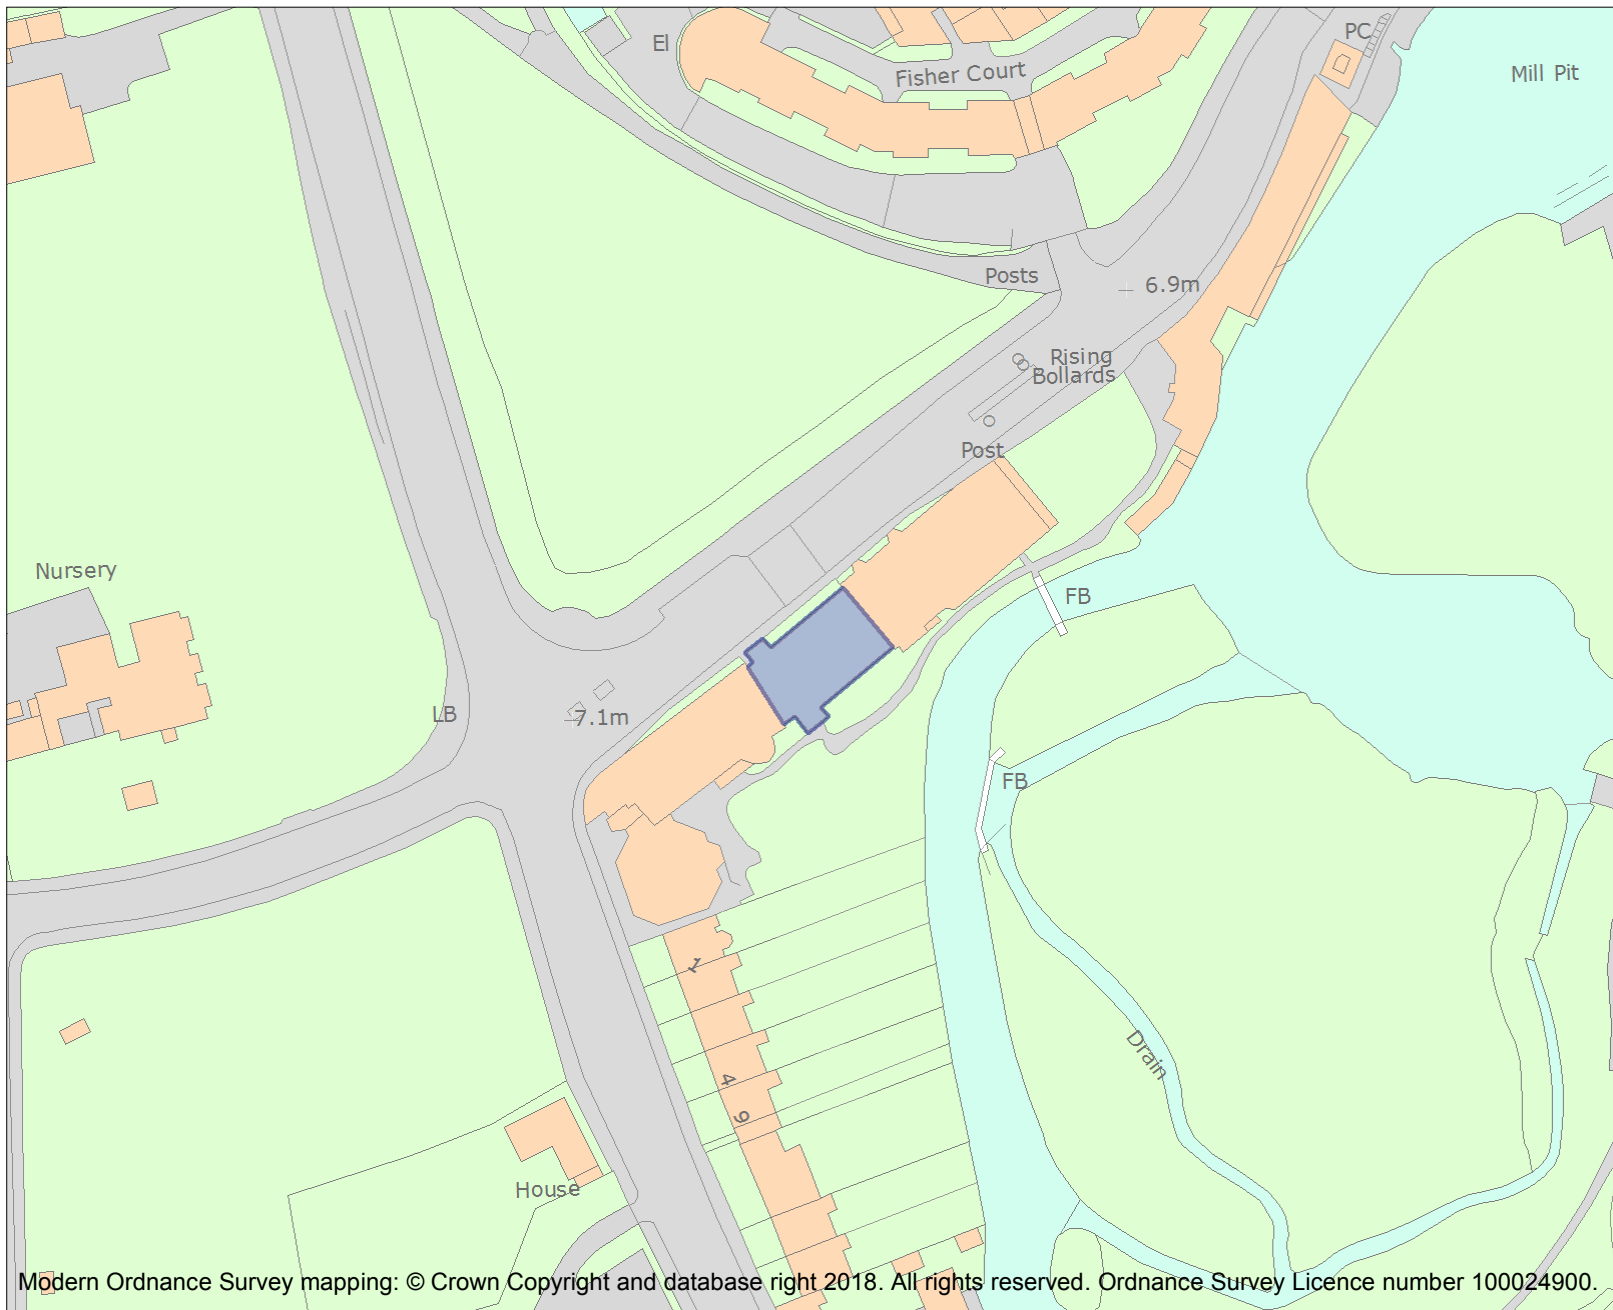 PC
El
Fisher Court
Mill Pit
Posts
6.9m
Rising
Bollards
Post
Nursery
FB
LB
7.1m
FB
1
Drain
4
9
House
Modern Ordnance Survey mapping: © Crown Copyright and database right 2018. All rights reserved. Ordnance Survey Licence number 100024900.